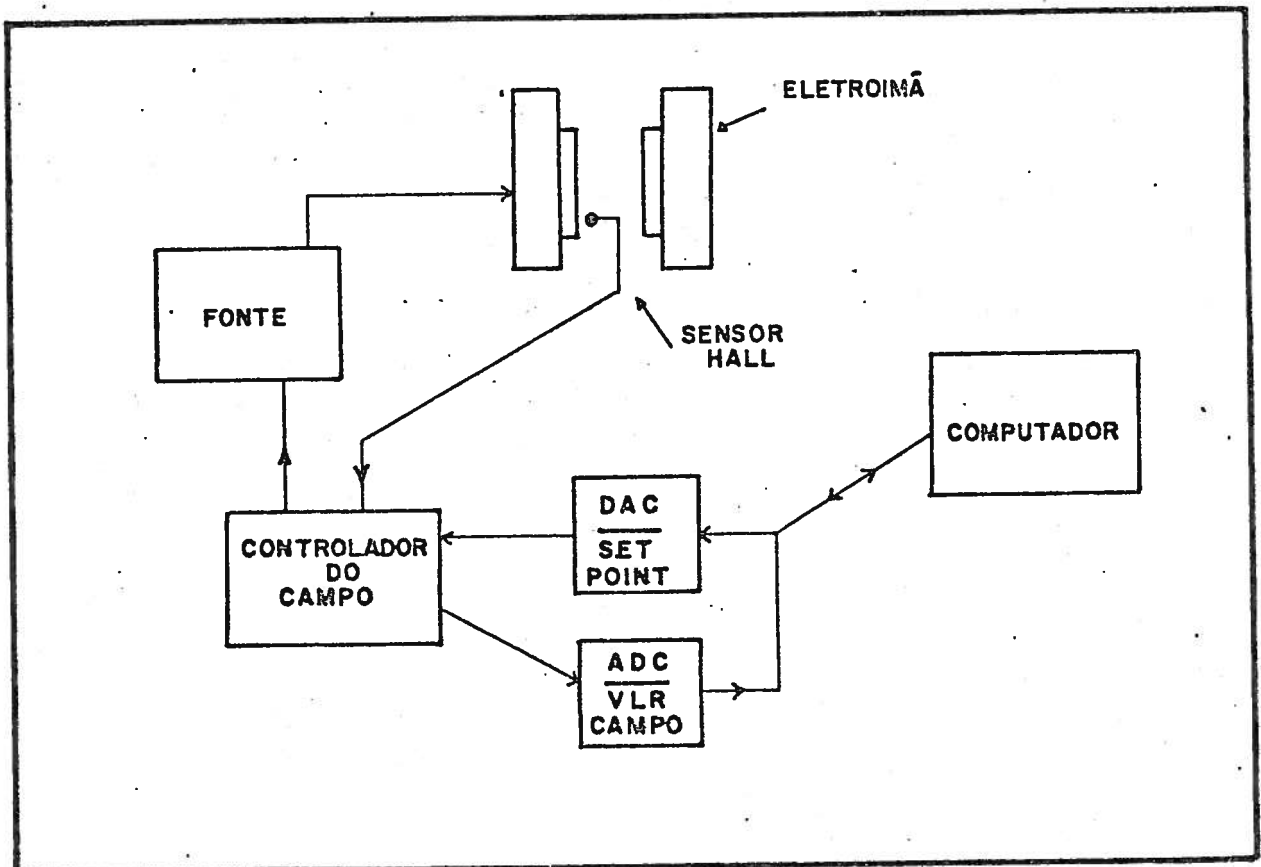 ELETROIMÃ
FONTE
SENSOR
HALL
COMPUTADOR
DAC
SET
POINT
CONTROLADOR
DO
CAMPO
ADC
VLR
CAMPO